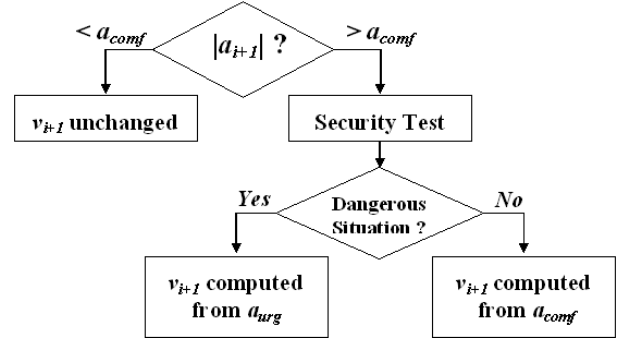 < a_comf
|a_i+1| ?
> a_comf
v_i+1 unchanged
Security Test
Yes
Dangerous
Situation ?
No
v_i+1 computed
from a_urg
v_i+1 computed
from a_comf